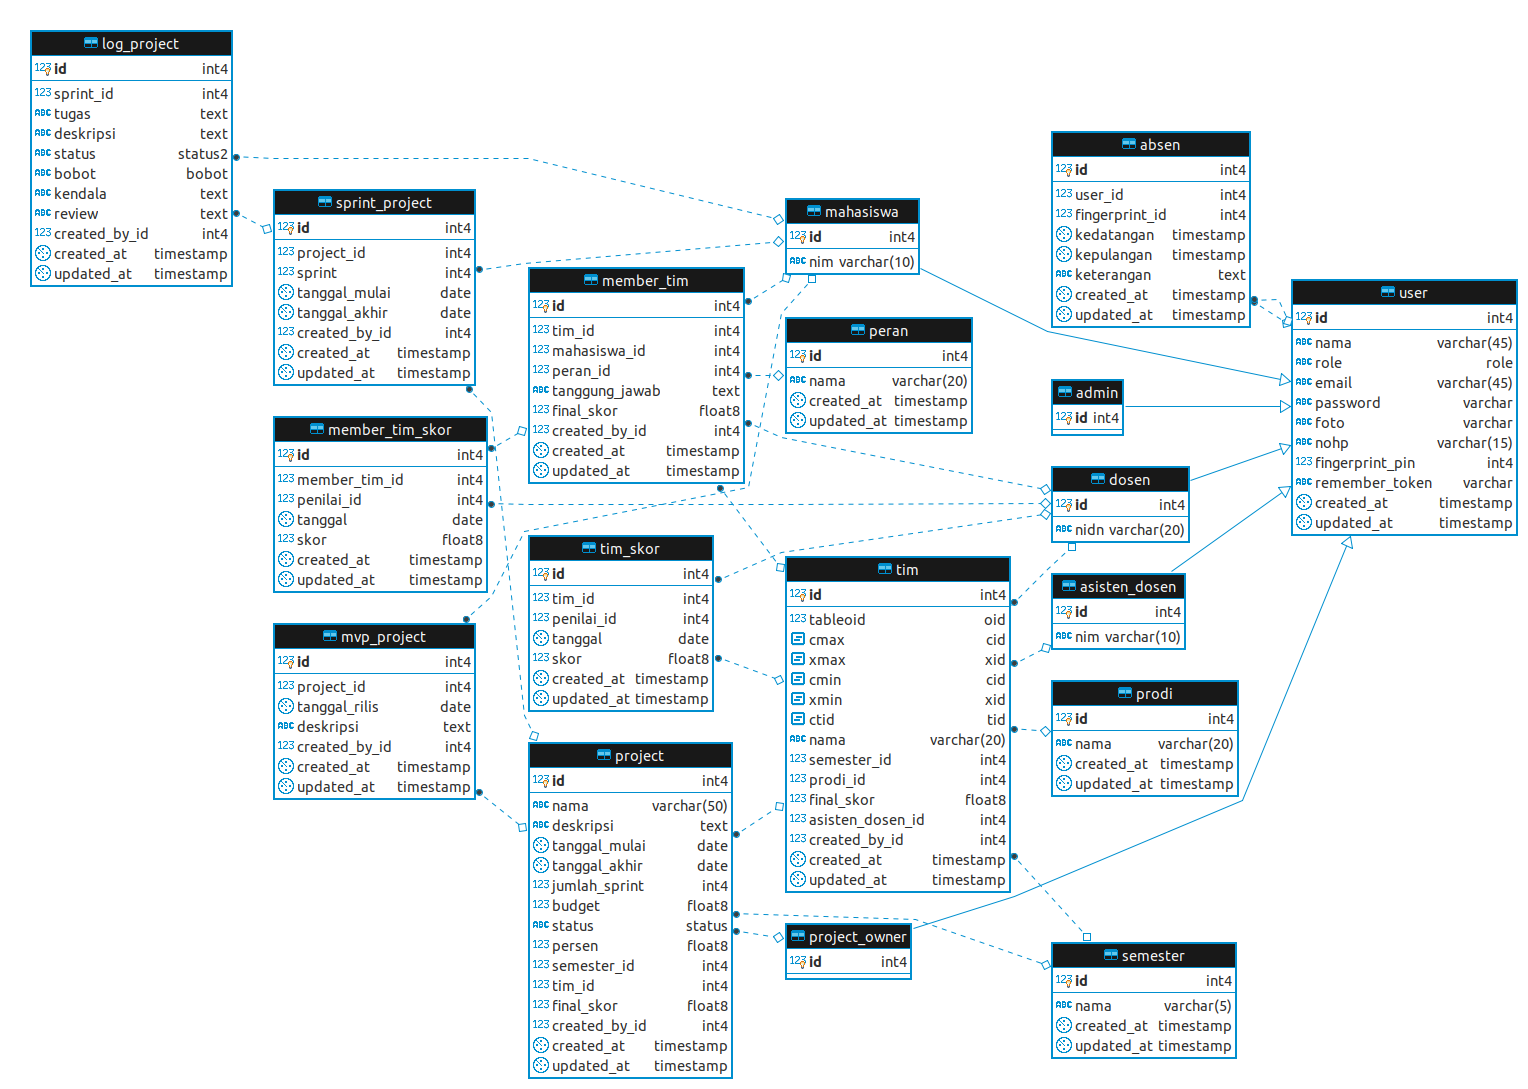 log_project
id int4
sprint_id int4
tugas text
deskripsi text
status status2
bobot bobot
kendala text
review text
created_by_id int4
created_at timestamp
updated_at timestamp
sprint_project
id int4
project_id int4
sprint int4
tanggal_mulai date
tanggal_akhir date
created_by_id int4
created_at timestamp
updated_at timestamp
member_tim_skor
id int4
member_tim_id int4
penilai_id int4
tanggal date
skor float8
created_at timestamp
updated_at timestamp
mvp_project
id int4
project_id int4
tanggal_rilis date
deskripsi text
created_by_id int4
created_at timestamp
updated_at timestamp
member_tim
id int4
tim_id int4
mahasiswa_id int4
peran_id int4
tanggung_jawab text
final_skor float8
created_by_id int4
created_at timestamp
updated_at timestamp
tim_skor
id int4
tim_id int4
penilai_id int4
tanggal date
skor float8
created_at timestamp
updated_at timestamp
project
id int4
nama varchar(50)
deskripsi text
tanggal_mulai date
tanggal_akhir date
jumlah_sprint int4
budget float8
status status
persen float8
semester_id int4
tim_id int4
final_skor float8
created_by_id int4
created_at timestamp
updated_at timestamp
mahasiswa
id int4
nim varchar(10)
peran
id int4
nama varchar(20)
created_at timestamp
updated_at timestamp
tim
id int4
tableoid oid
cmax cid
xmax xid
cmin cid
xmin xid
ctid tid
nama varchar(20)
semester_id int4
prodi_id int4
final_skor float8
asisten_dosen_id int4
created_by_id int4
created_at timestamp
updated_at timestamp
project_owner
id int4
absen
id int4
user_id int4
fingerprint_id int4
kedatangan timestamp
kepulangan timestamp
keterangan text
created_at timestamp
updated_at timestamp
admin
id int4
dosen
id int4
nidn varchar(20)
asisten_dosen
id int4
nim varchar(10)
prodi
id int4
nama varchar(20)
created_at timestamp
updated_at timestamp
semester
id int4
nama varchar(5)
created_at timestamp
updated_at timestamp
user
id int4
nama varchar(45)
role role
email varchar(45)
password varchar
foto varchar
nohp varchar(15)
fingerprint_pin int4
remember_token varchar
created_at timestamp
updated_at timestamp